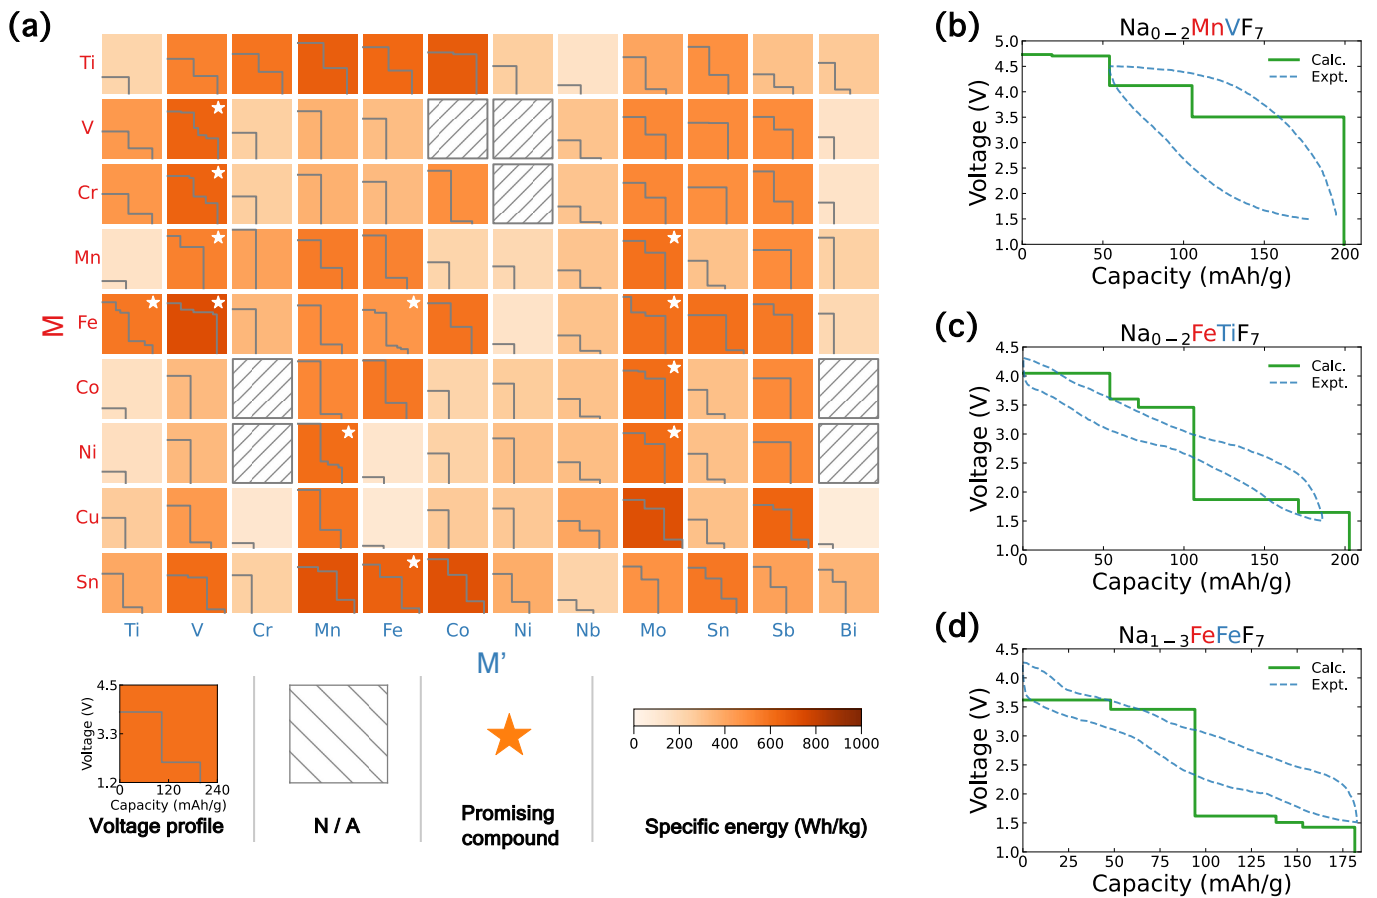 (a)
Ti
V
Cr
Mn
Fe
Co
Ni
Cu
Sn
M
Ti V Cr Mn Fe Co Ni Nb Mo Sn Sb Bi
M'
4.5
3.3
1.2
Voltage (V)
0 120 240
Capacity (mAh/g)
Voltage profile
N / A
Promising
compound
0 200 400 600 800 1000
Specific energy (Wh/kg)
(b)
Na₀₋₂MnVF₇
5.0
4.5
4.0
3.5
3.0
2.5
2.0
1.5
1.0
Voltage (V)
Calc.
Expt.
0 50 100 150 200
Capacity (mAh/g)
(c)
Na₀₋₂FeTiF₇
4.5
4.0
3.5
3.0
2.5
2.0
1.5
1.0
Voltage (V)
Calc.
Expt.
0 50 100 150 200
Capacity (mAh/g)
(d)
Na₁₋₃FeFeF₇
4.5
4.0
3.5
3.0
2.5
2.0
1.5
1.0
Voltage (V)
Calc.
Expt.
0 25 50 75 100 125 150 175
Capacity (mAh/g)